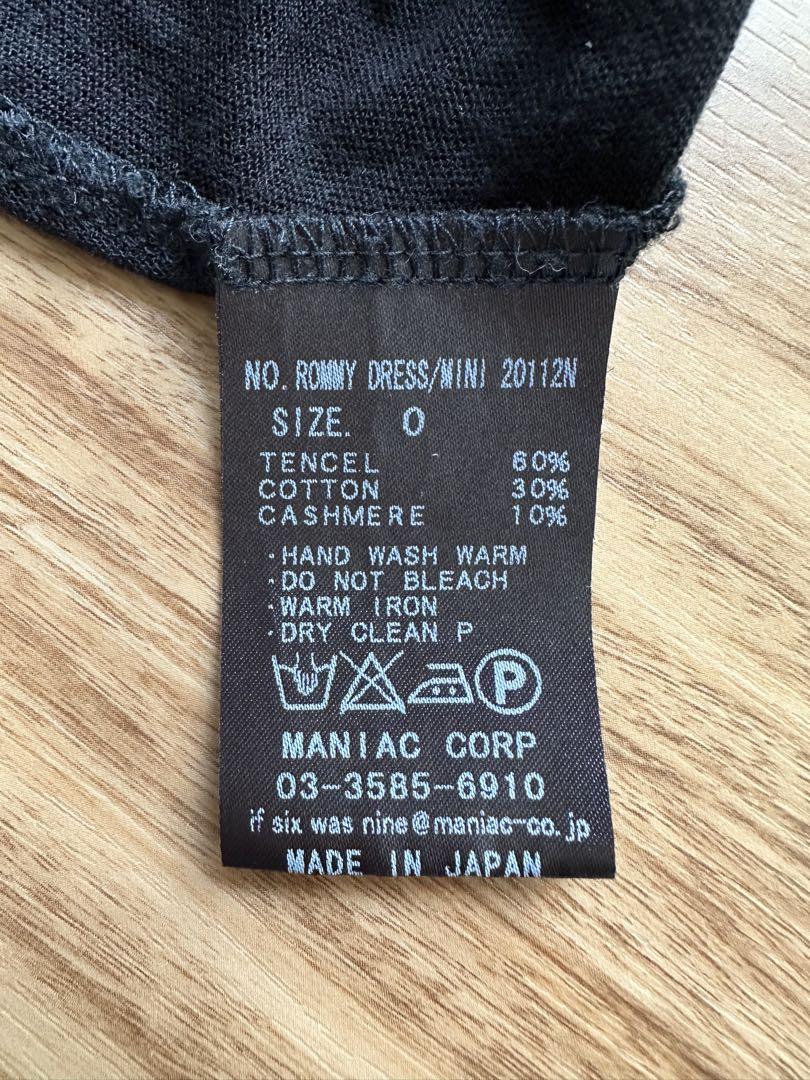 NO. ROMMY DRESS/MINI 20112N
SIZE. 0
TENCEL 60%
COTTON 30%
CASHMERE 10%
·HAND WASH WARM
·DO NOT BLEACH
·WARM IRON
·DRY CLEAN P
P
MANIAC CORP
03-3585-6910
if six was nine@maniac-co.jp
MADE IN JAPAN